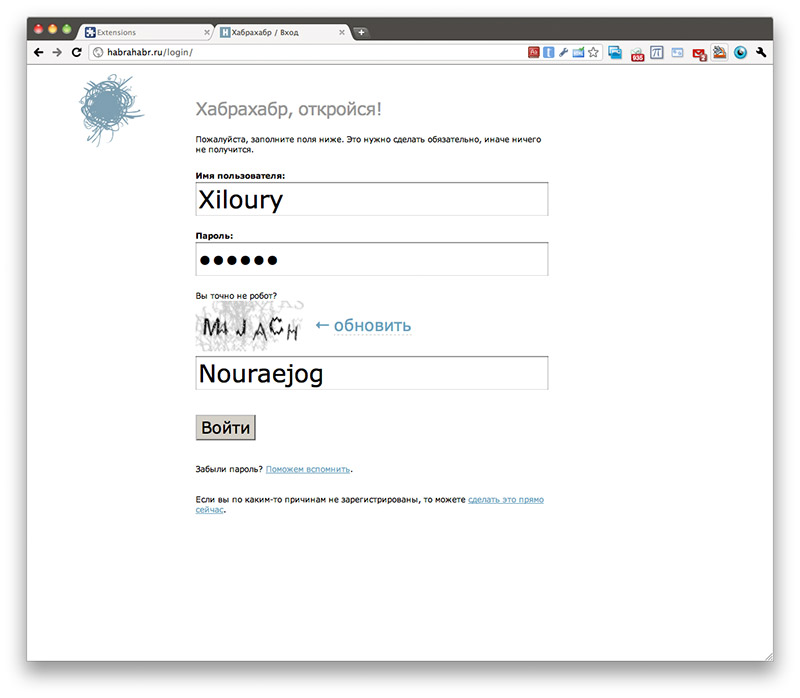 Extensions
Хабрахабр / Вход
habrahabr.ru/login/
Хабрахабр, откройся!
Пожалуйста, заполните поля ниже. Это нужно сделать обязательно, иначе ничего
не получится.
Имя пользователя:
Xiloury
Пароль:
Вы точно не робот?
← обновить
Nouraejog
Войти
Забыли пароль? Поможем вспомнить.
Если вы по каким-то причинам не зарегистрированы, то можете сделать это прямо
сейчас.